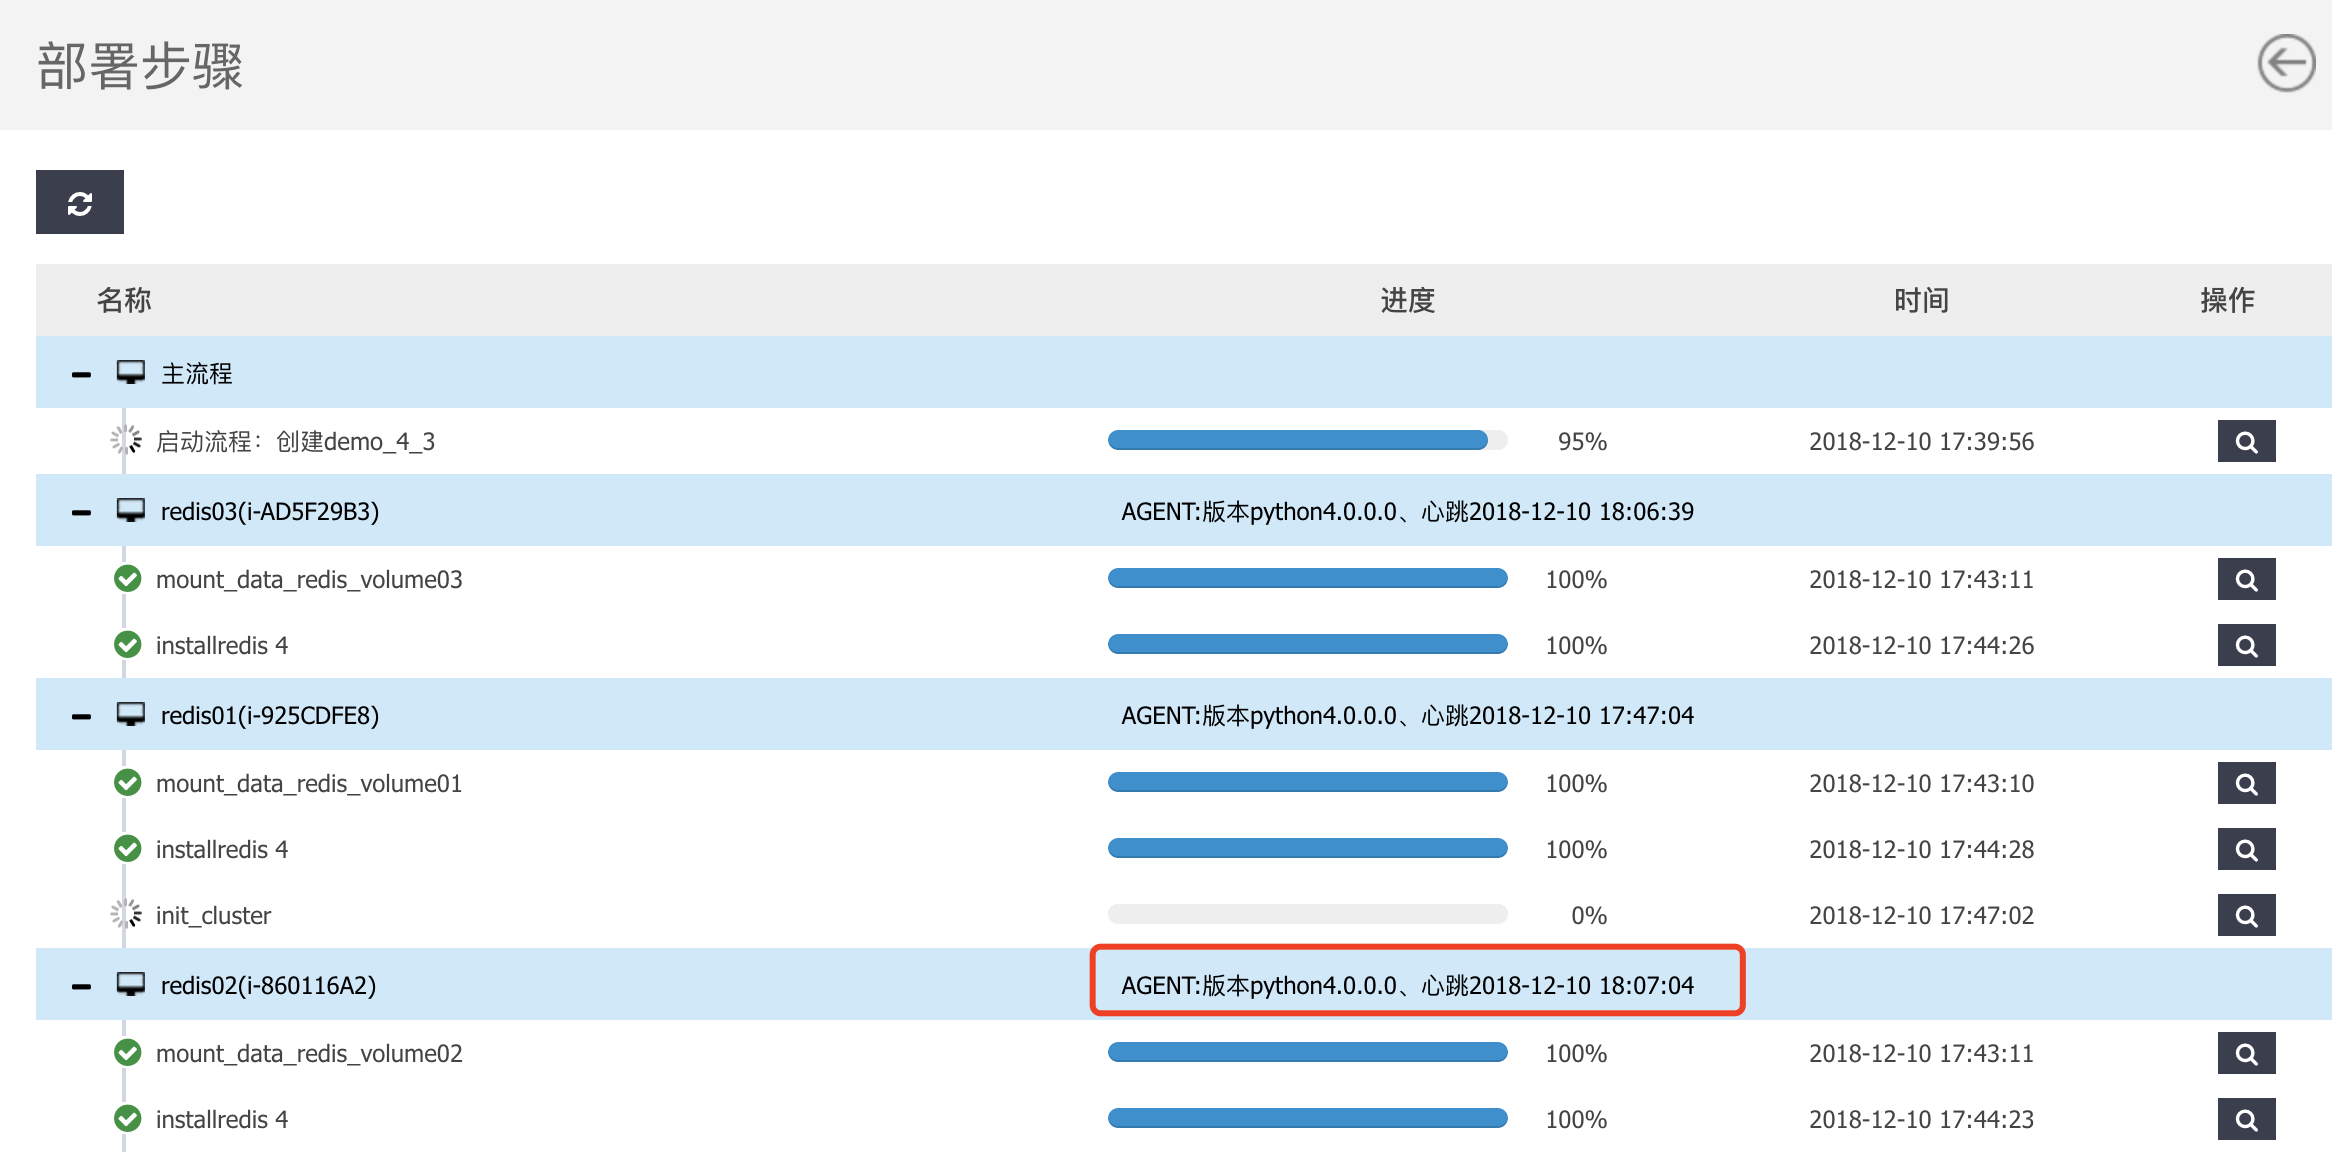 部署步骤
名称 进度 时间 操作
主流程
启动流程：创建demo_4_3 95% 2018-12-10 17:39:56
redis03(i-AD5F29B3) AGENT:版本python4.0.0.0、心跳2018-12-10 18:06:39
mount_data_redis_volume03 100% 2018-12-10 17:43:11
installredis 4 100% 2018-12-10 17:44:26
redis01(i-925CDFE8) AGENT:版本python4.0.0.0、心跳2018-12-10 17:47:04
mount_data_redis_volume01 100% 2018-12-10 17:43:10
installredis 4 100% 2018-12-10 17:44:28
init_cluster 0% 2018-12-10 17:47:02
redis02(i-860116A2) AGENT:版本python4.0.0.0、心跳2018-12-10 18:07:04
mount_data_redis_volume02 100% 2018-12-10 17:43:11
installredis 4 100% 2018-12-10 17:44:23